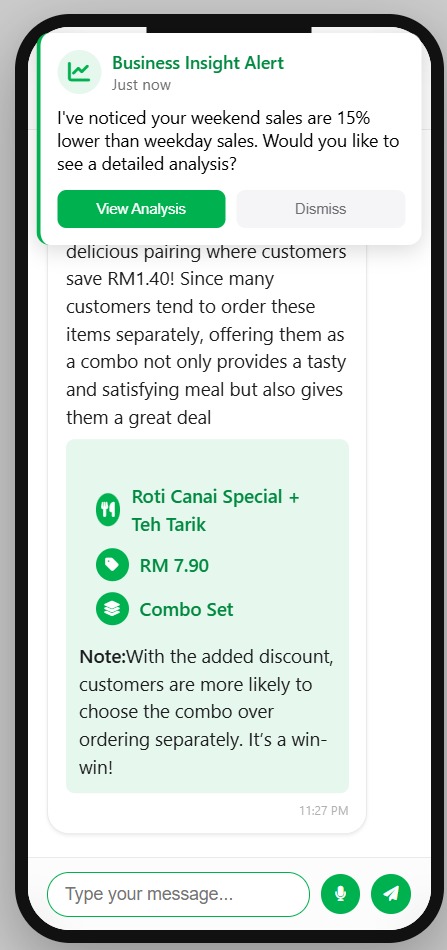 Business Insight Alert
Just now
I've noticed your weekend sales are 15%
lower than weekday sales. Would you like to
see a detailed analysis?
View Analysis
Dismiss
delicious pairing where customers
save RM1.40! Since many
customers tend to order these
items separately, offering them as
a combo not only provides a tasty
and satisfying meal but also gives
them a great deal
Roti Canai Special +
Teh Tarik
RM 7.90
Combo Set
Note:With the added discount,
customers are more likely to
choose the combo over
ordering separately. It's a win-
win!
11:27 PM
Type your message...